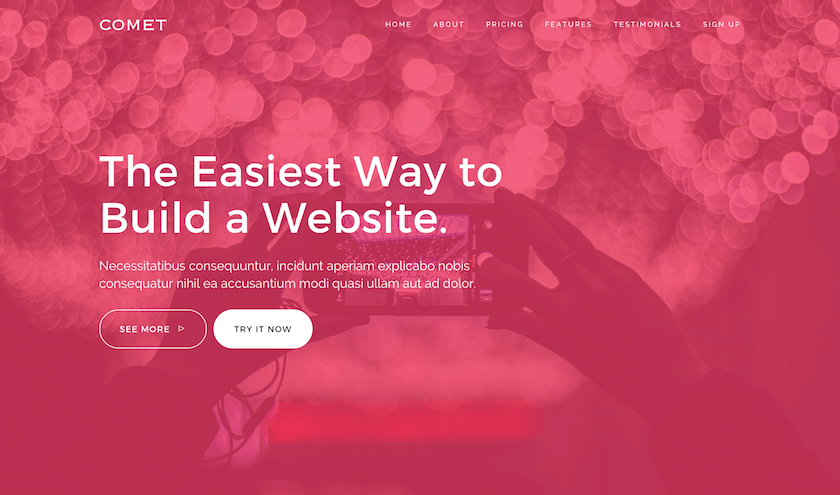 COMET
HOME ABOUT PRICING FEATURES TESTIMONIALS SIGN UP
The Easiest Way to
Build a Website.
Necessitatibus consequuntur, incidunt aperiam explicabo nobis
consequatur nihil ea accusantium modi quasi ullam aut ad dolor.
SEE MORE
TRY IT NOW